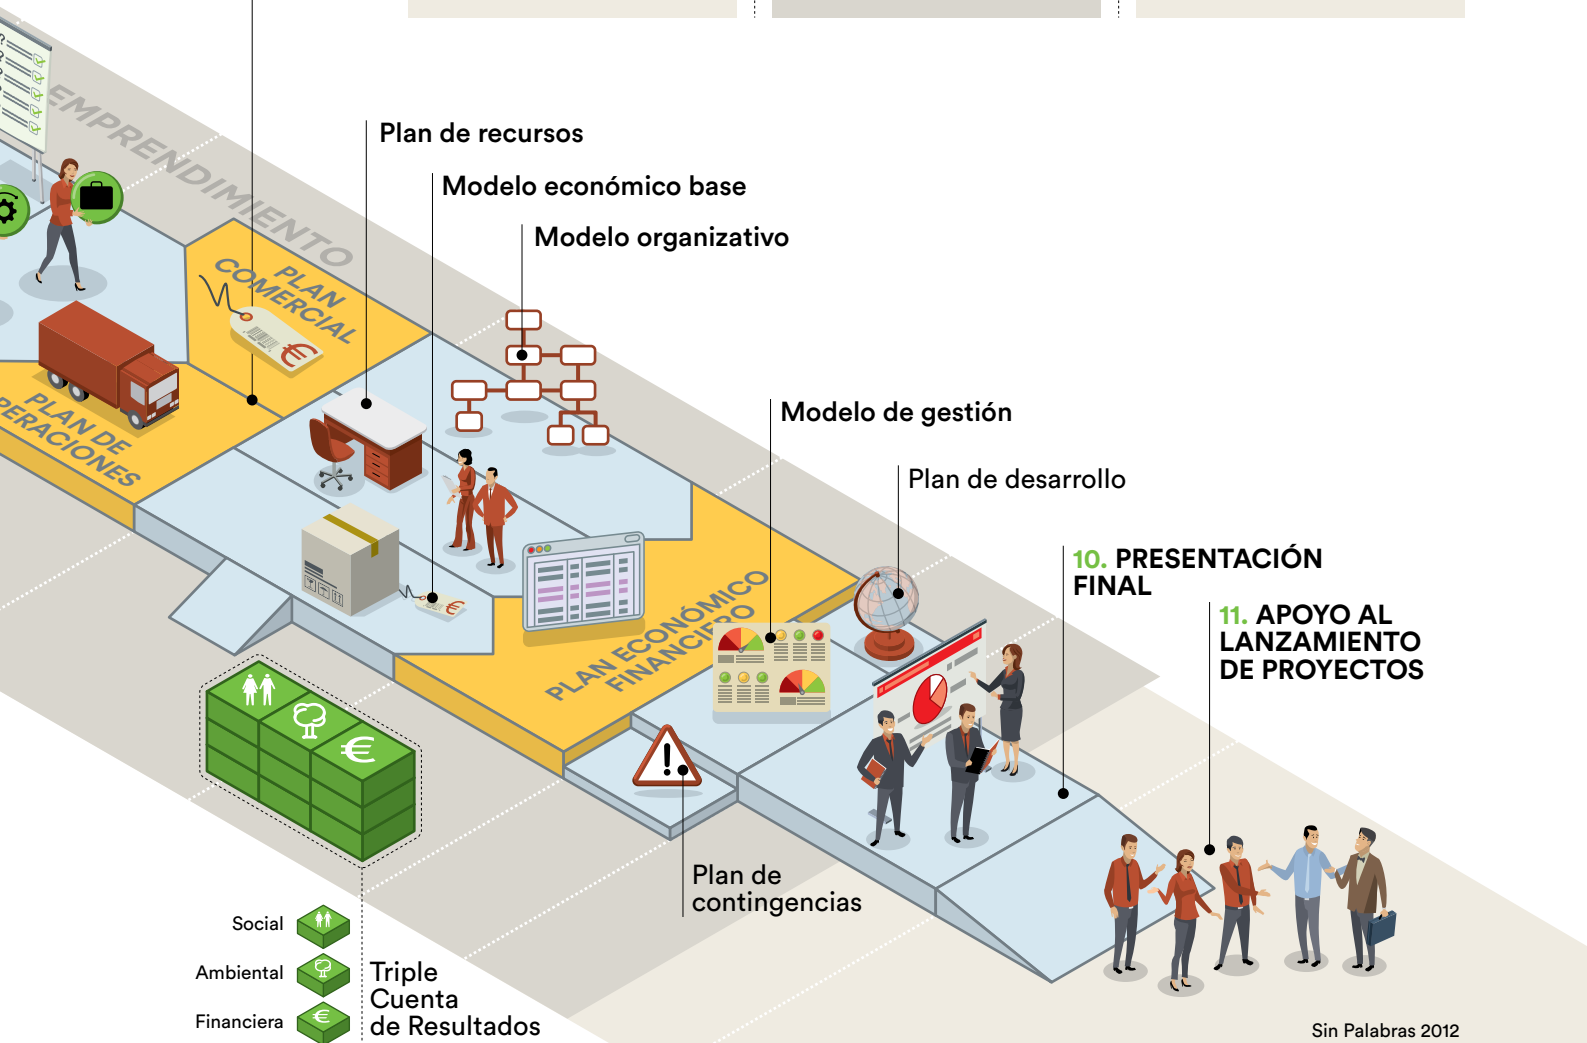 EMPRENDIMIENTO
Plan de recursos
Modelo económico base
Modelo organizativo
PLAN
COMERCIAL
PLAN DE
PERACIONES
Modelo de gestión
Plan de desarrollo
10. PRESENTACIÓN
FINAL
11. APOYO AL
LANZAMIENTO
DE PROYECTOS
PLAN ECONÓMICO
FINANCIERO
Plan de
contingencias
Social
Ambiental
Financiera
Triple
Cuenta
de Resultados
Sin Palabras 2012